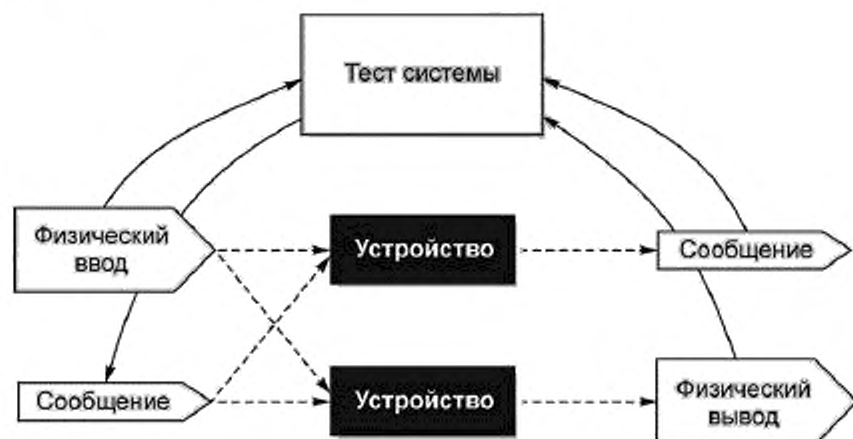 Тест системы
Физический
ввод
Устройство
Сообщение
Сообщение
Устройство
Физический
вывод